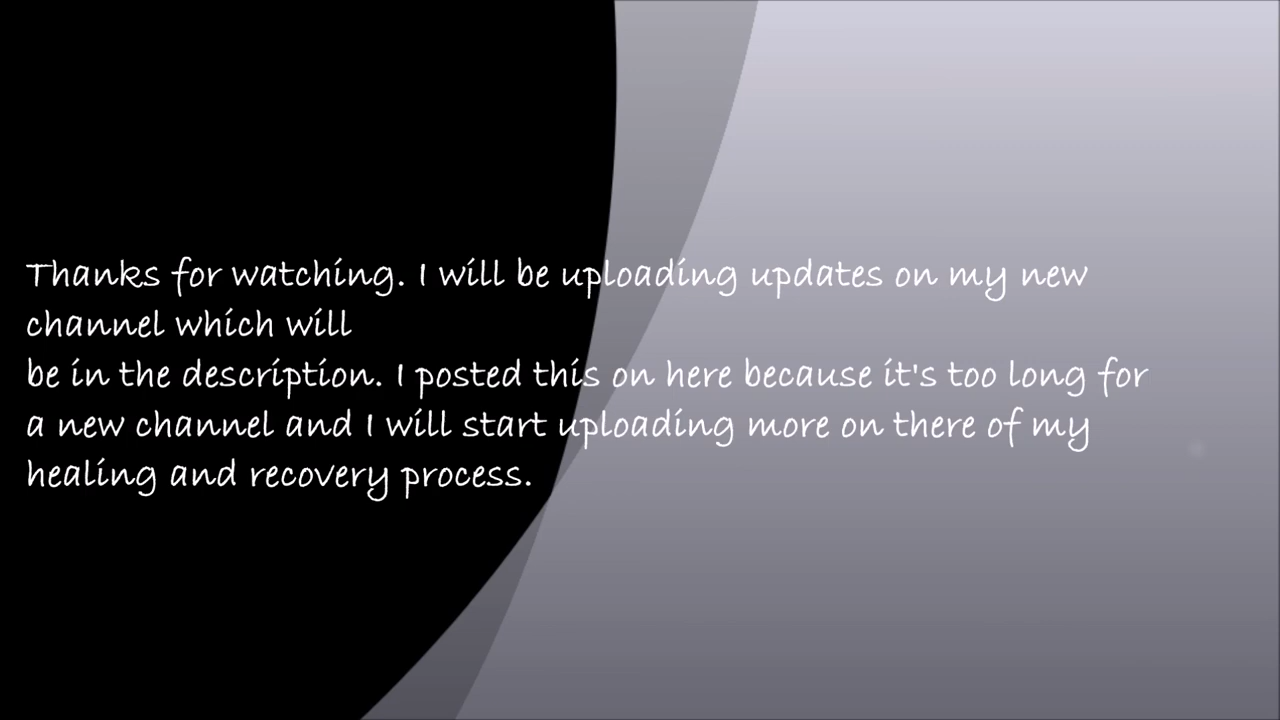 Thanks for watching. I will be uploading updates on my new
channel which will
be in the description. I posted this on here because it's too long for
a new channel and I will start uploading more on there of my
healing and recovery process.